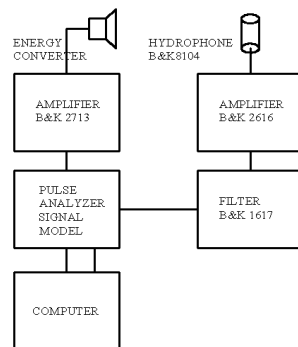 ENERGY
CONVERTER
HYDROPHONE
B&K8104
AMPLIFIER
B&K 2713
AMPLIFIER
B&K 2616
PULSE
ANALYZER
SIGNAL
MODEL
FILTER
B&K 1617
COMPUTER